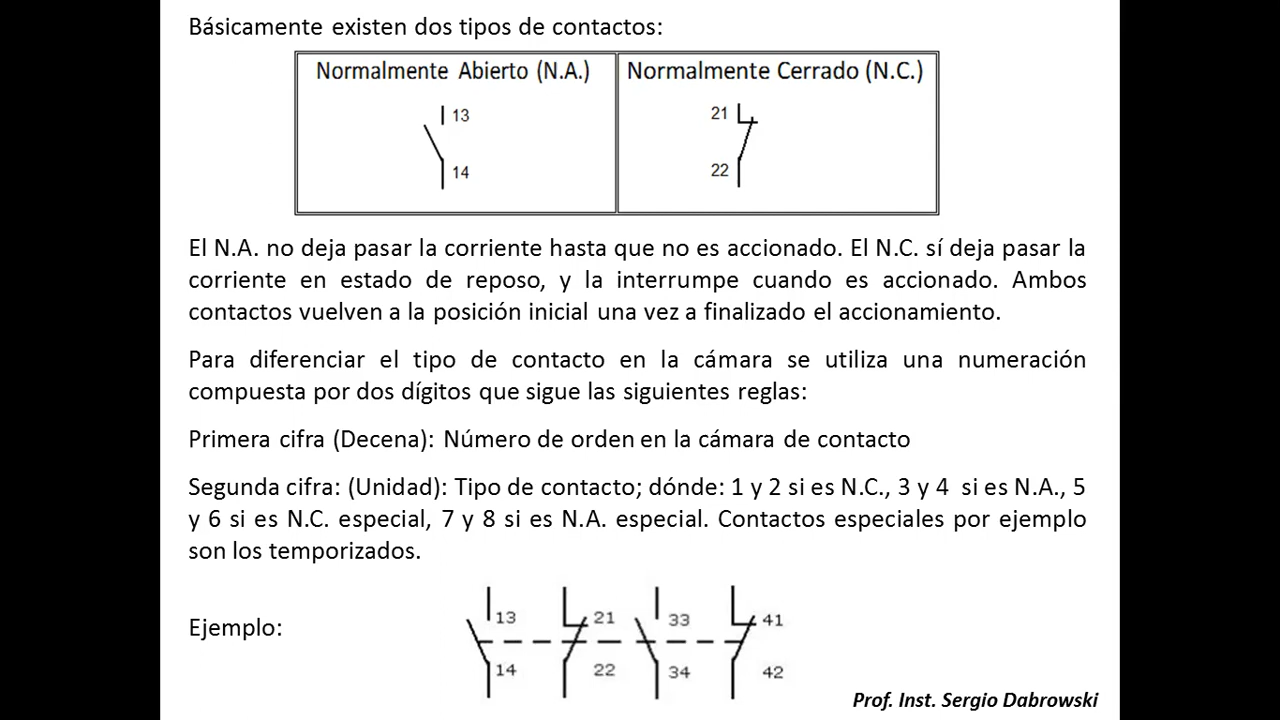 Básicamente existen dos tipos de contactos:
Normalmente Abierto (N.A.) Normalmente Cerrado (N.C.)
13 21
14 22
El N.A. no deja pasar la corriente hasta que no es accionado. El N.C. sí deja pasar la
corriente en estado de reposo, y la interrumpe cuando es accionado. Ambos
contactos vuelven a la posición inicial una vez a finalizado el accionamiento.
Para diferenciar el tipo de contacto en la cámara se utiliza una numeración
compuesta por dos dígitos que sigue las siguientes reglas:
Primera cifra (Decena): Número de orden en la cámara de contacto
Segunda cifra: (Unidad): Tipo de contacto; dónde: 1 y 2 si es N.C., 3 y 4 si es N.A., 5
y 6 si es N.C. especial, 7 y 8 si es N.A. especial. Contactos especiales por ejemplo
son los temporizados.
Ejemplo:
13 21 33 41
14 22 34 42
Prof. Inst. Sergio Dabrowski